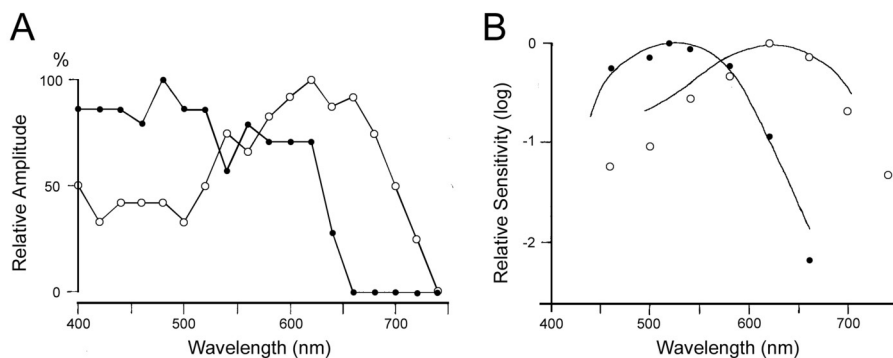 A
%
100
50
0
Relative Amplitude
400
500
600
700
Wavelength (nm)
B
0
-1
-2
Relative Sensitivity (log)
400
500
600
700
Wavelength (nm)